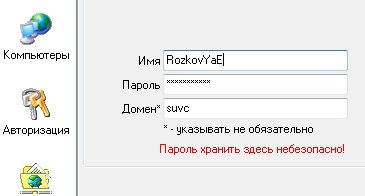 Компьютеры
Имя RozkovYaE
Пароль ***********
Авторизация
Домен* suvc
* - указывать не обязательно
Пароль хранить здесь небезопасно!